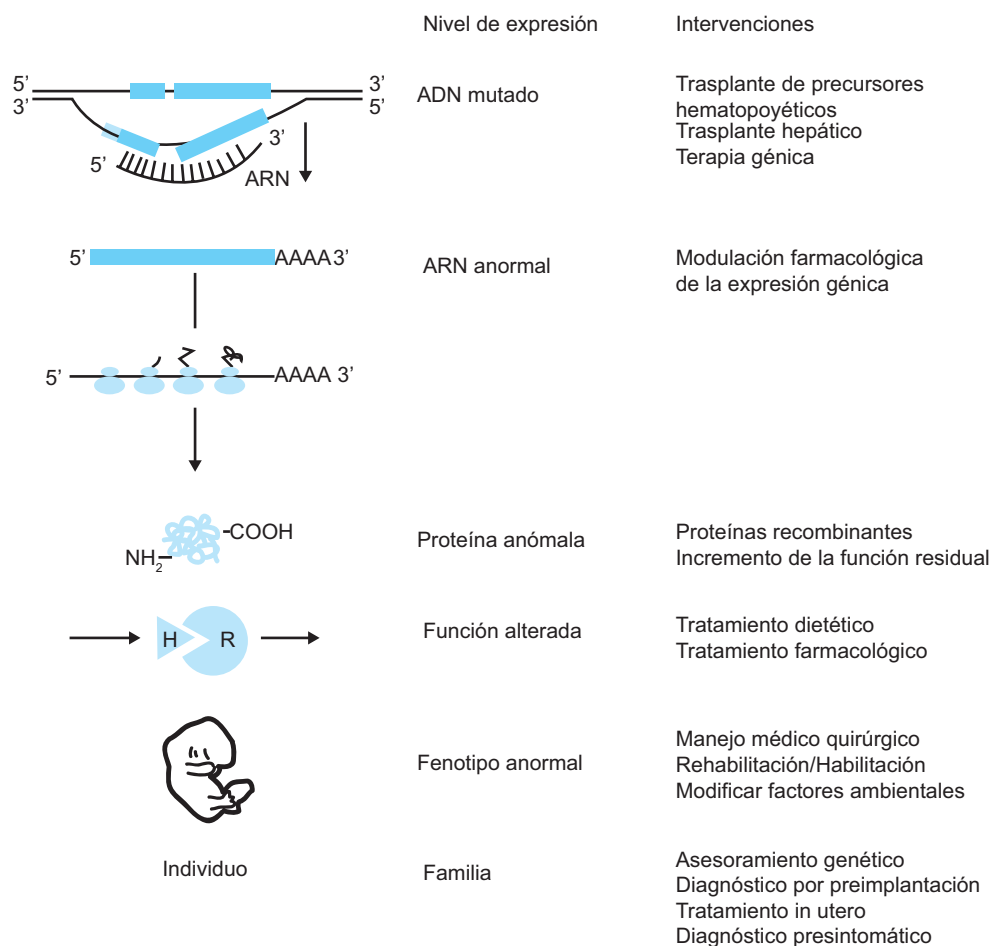 Nivel de expresión
Intervenciones
5’
3’
3’
5’
5’
3’
ARN
ADN mutado
Trasplante de precursores
hematopoyéticos
Trasplante hepático
Terapia génica
5’
AAAA3’
ARN anormal
Modulación farmacológica
de la expresión génica
5’
AAAA 3’
-COOH
NH2
Proteína anómala
Proteínas recombinantes
Incremento de la función residual
H
R
Función alterada
Tratamiento dietético
Tratamiento farmacológico
Fenotipo anormal
Manejo médico quirúrgico
Rehabilitación/Habilitación
Modificar factores ambientales
Individuo
Familia
Asesoramiento genético
Diagnóstico por preimplantación
Tratamiento in utero
Diagnóstico presintomático